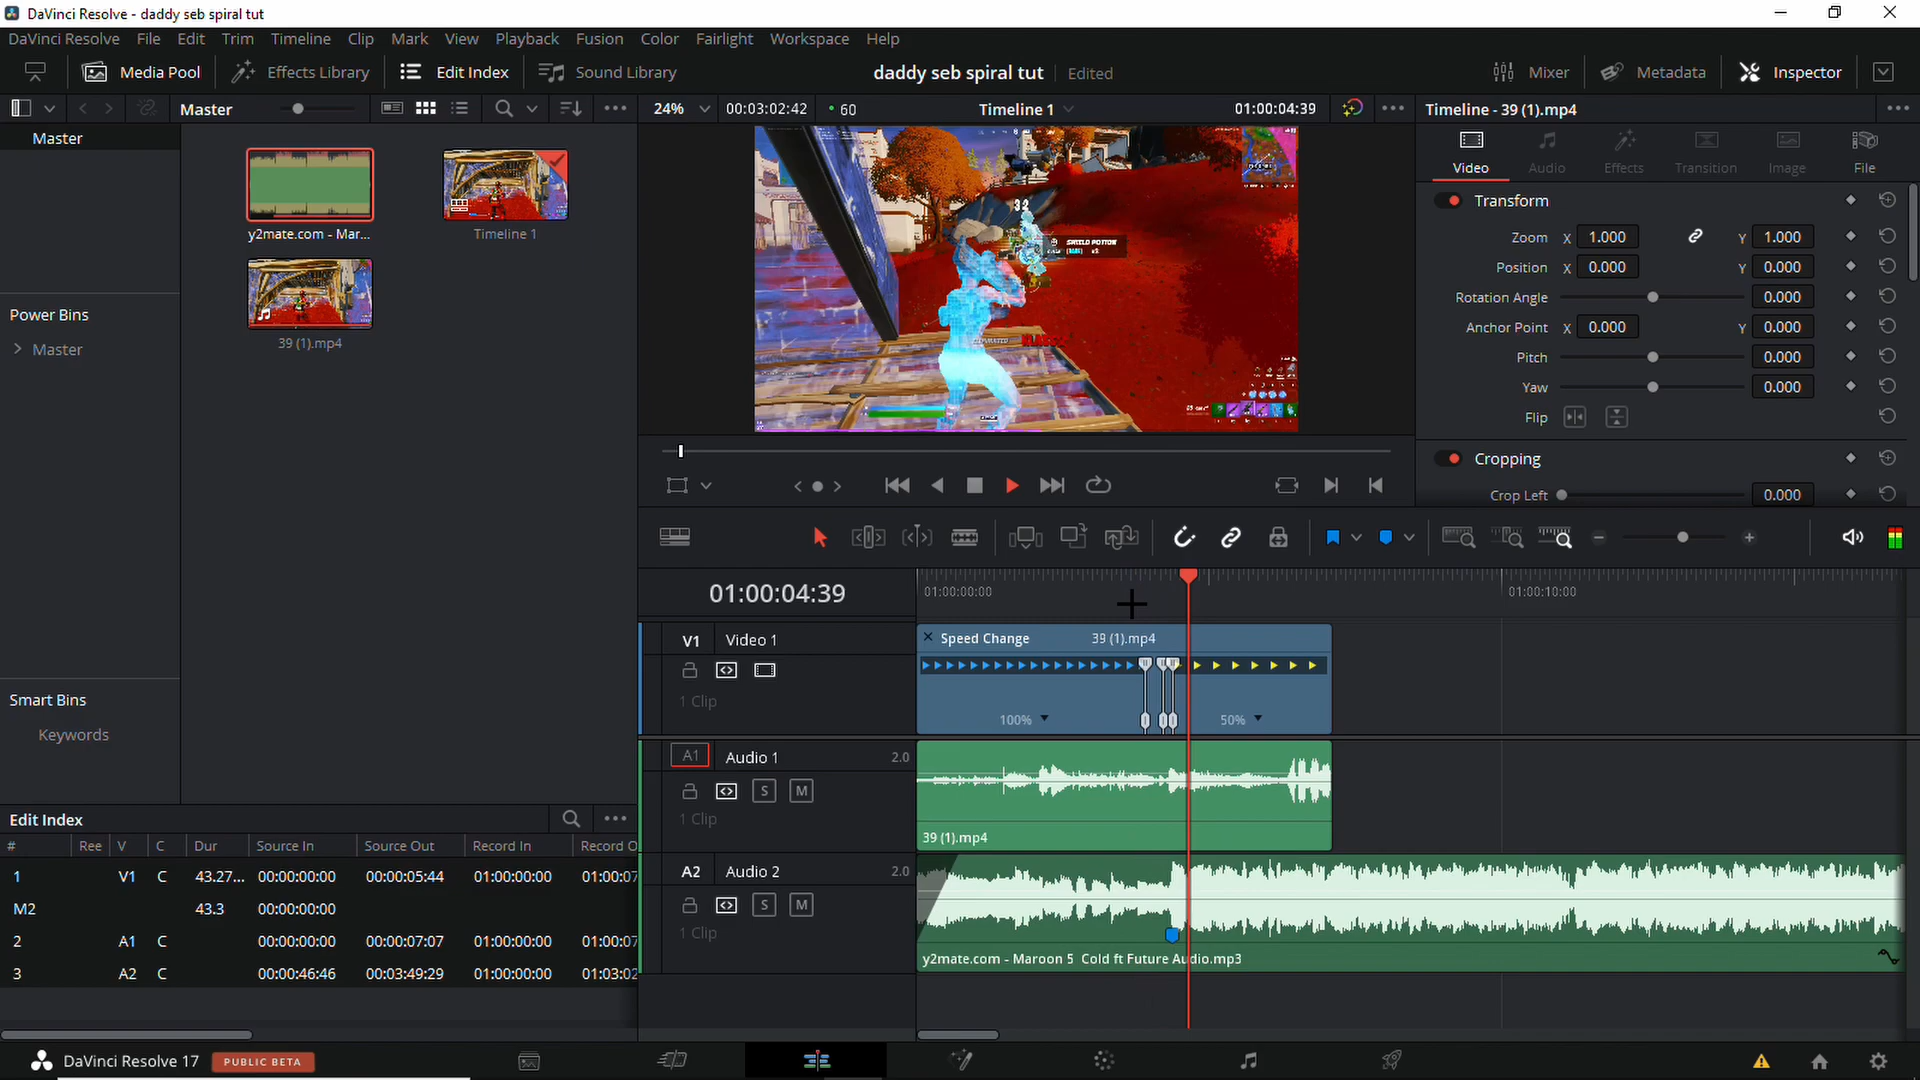 DaVinci Resolve - daddy seb spiral tut
DaVinci Resolve File Edit Trim Timeline Clip Mark View Playback Fusion Color Fairlight Workspace Help
Media Pool Effects Library Edit Index Sound Library daddy seb spiral tut Edited Mixer Metadata Inspector
Master 24% 00:03:02:42 60 Timeline 1 01:00:04:39 Timeline - 39 (1).mp4
Master
Video Audio Effects Transition Image File
Transform
y2mate.com - Mar... Timeline 1
Zoom X 1.000 Y 1.000
Position X 0.000 Y 0.000
Rotation Angle 0.000
Power Bins
Anchor Point X 0.000 Y 0.000
Master
39 (1).mp4
Pitch 0.000
Yaw 0.000
Flip
Cropping
Crop Left 0.000
32
SHIELD POTION
x2
ELIMINATED
01:00:04:39 01:00:00:00 01:00:10:00
V1 Video 1 Speed Change 39 (1).mp4
1 Clip
100% 50%
Smart Bins
Keywords
A1 Audio 1 2.0
S M
1 Clip
39 (1).mp4
A2 Audio 2 2.0
S M
1 Clip
y2mate.com - Maroon 5 Cold ft Future Audio.mp3
Edit Index
# Ree V C Dur Source In Source Out Record In Record O
1 V1 C 43.27... 00:00:00:00 00:00:05:44 01:00:00:00 01:00:07
M2 43.3 00:00:00:00
2 A1 C 00:00:00:00 00:00:07:07 01:00:00:00 01:00:07
3 A2 C 00:00:46:46 00:03:49:29 01:00:00:00 01:03:02
DaVinci Resolve 17 PUBLIC BETA